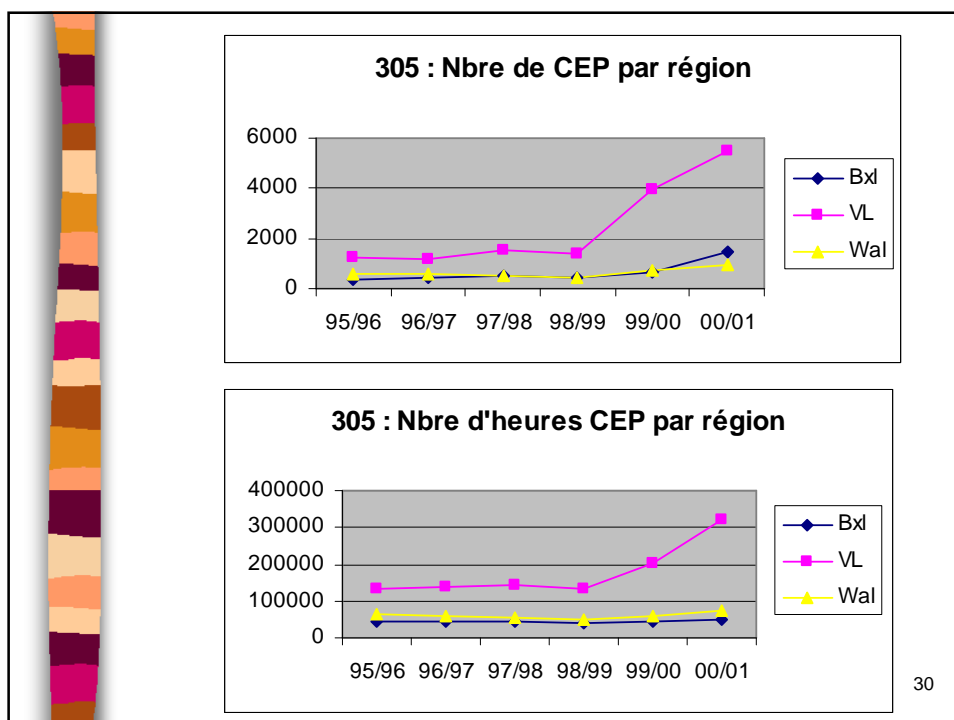 305 : Nbre de CEP par région
6000
4000
2000
0
95/96 96/97 97/98 98/99 99/00 00/01
Bxl
VL
Wal
305 : Nbre d'heures CEP par région
400000
300000
200000
100000
0
95/96 96/97 97/98 98/99 99/00 00/01
Bxl
VL
Wal
30